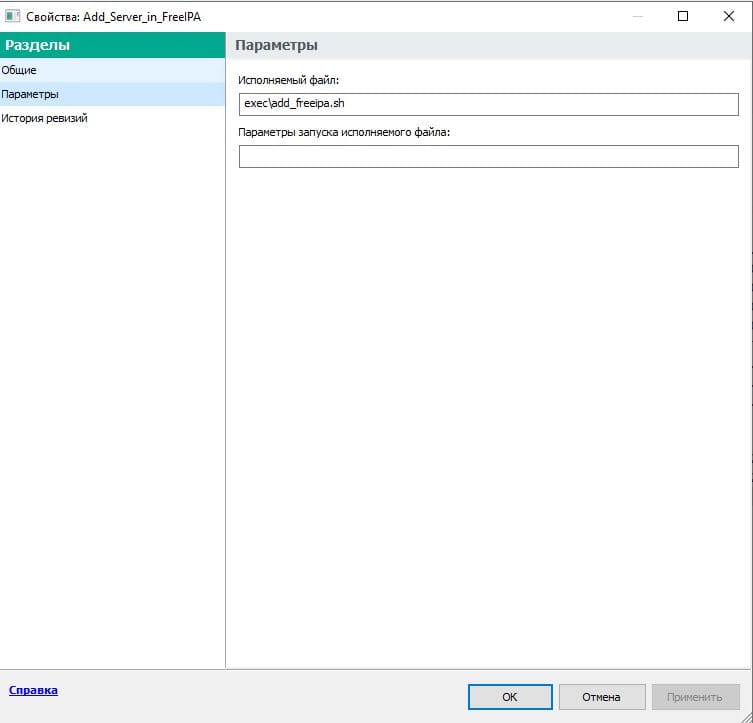 Свойства: Add_Server_in_FreeIPA
Разделы
Общие
Параметры
История ревизий
Параметры
Исполняемый файл:
exec\add_freeipa.sh
Параметры запуска исполняемого файла:
Справка
OK
Отмена
Применить